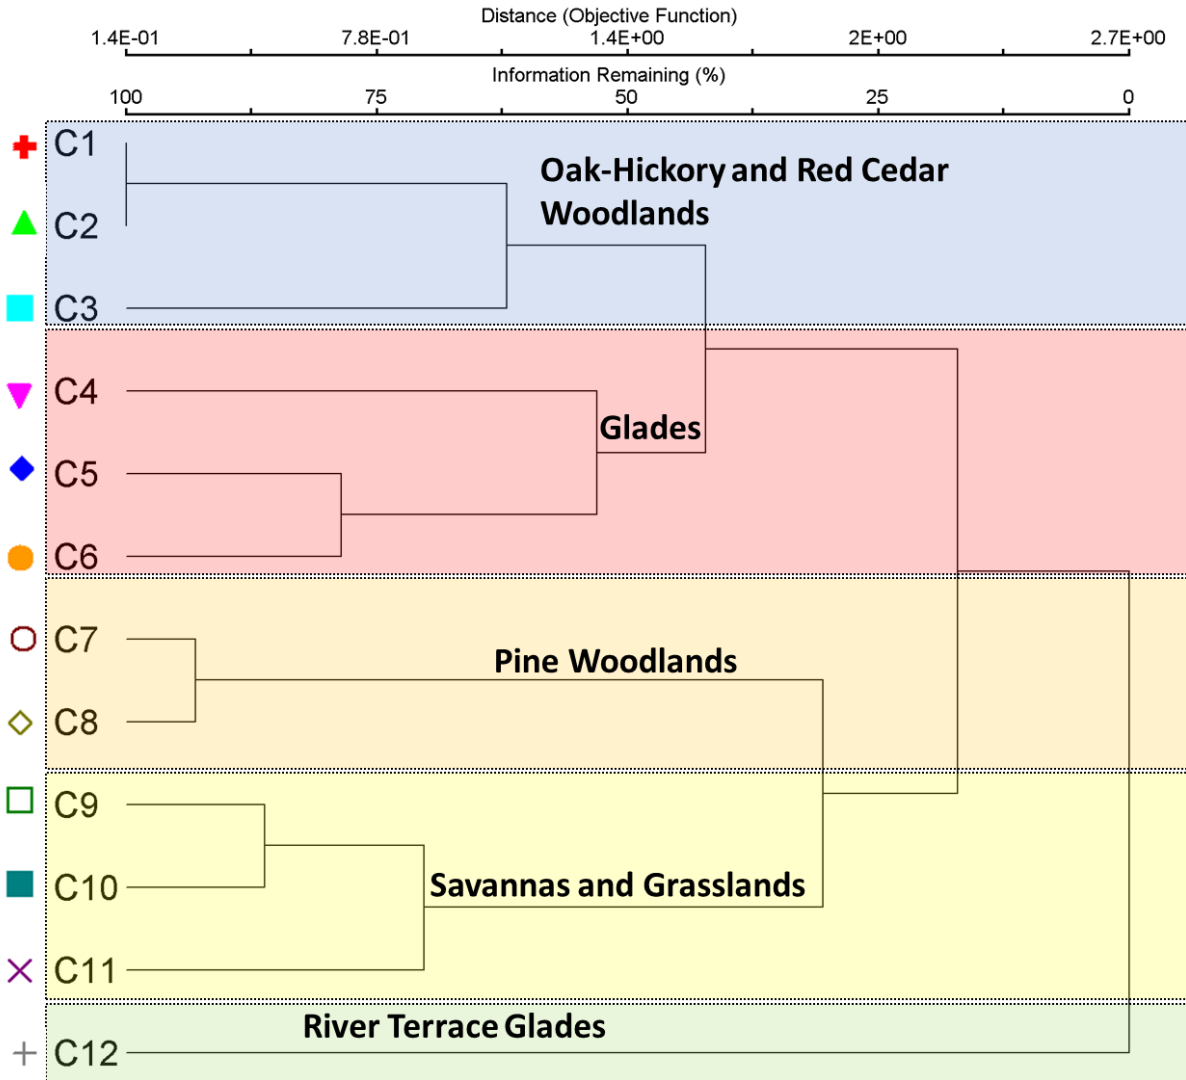 Distance (Objective Function)
1.4E-01 7.8E-01 1.4E+00 2E+00 2.7E+00
Information Remaining (%)
100 75 50 25 0
C1
Oak-Hickory and Red Cedar
Woodlands
C2
C3
C4
Glades
C5
C6
C7
Pine Woodlands
C8
C9
C10
Savannas and Grasslands
C11
River Terrace Glades
C12